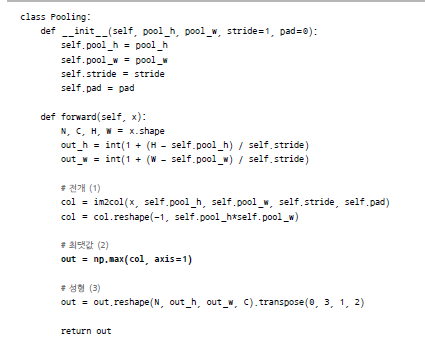 class Pooling:
    def __init__(self, pool_h, pool_w, stride=1, pad=0):
        self.pool_h = pool_h
        self.pool_w = pool_w
        self.stride = stride
        self.pad = pad

    def forward(self, x):
        N, C, H, W = x.shape
        out_h = int(1 + (H - self.pool_h) / self.stride)
        out_w = int(1 + (W - self.pool_w) / self.stride)

        # 전개 (1)
        col = im2col(x, self.pool_h, self.pool_w, self.stride, self.pad)
        col = col.reshape(-1, self.pool_h*self.pool_w)

        # 최댓값 (2)
        out = np.max(col, axis=1)

        # 성형 (3)
        out = out.reshape(N, out_h, out_w, C).transpose(0, 3, 1, 2)

        return out